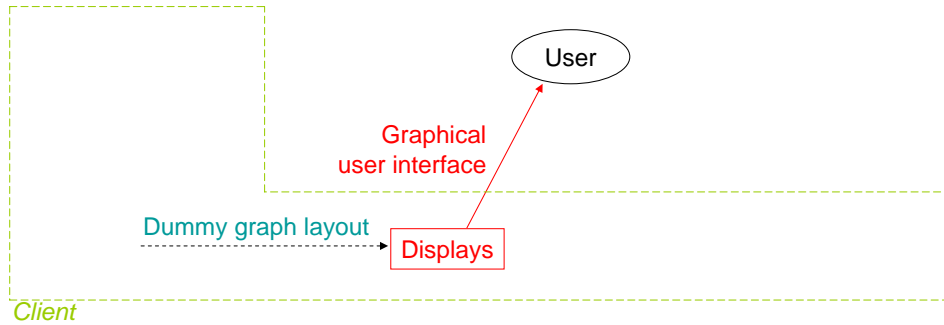 User
Graphical
user interface
Dummy graph layout
Displays
Client